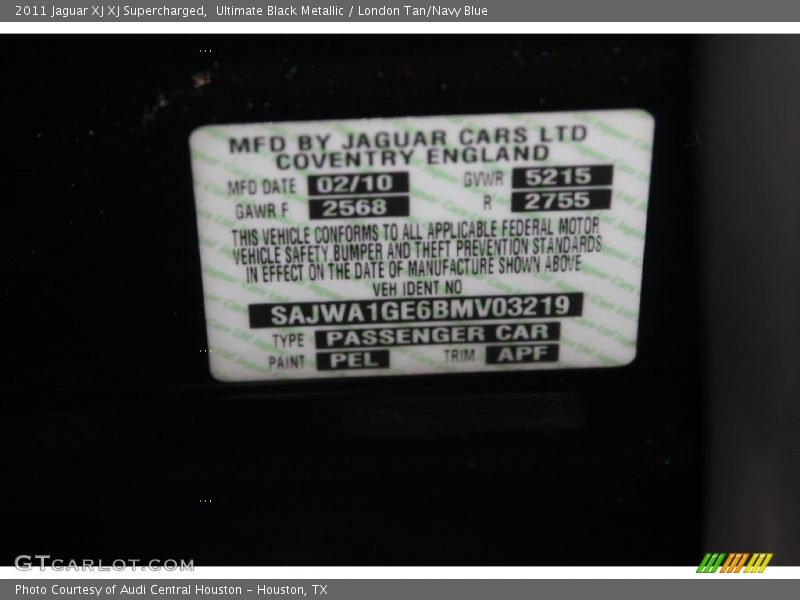 2011 Jaguar XJ XJ Supercharged, Ultimate Black Metallic / London Tan/Navy Blue
MFD BY JAGUAR CARS LTD
COVENTRY ENGLAND
MFD DATE 02/10 GVWR 5215
GAWR F 2568 R 2755
THIS VEHICLE CONFORMS TO ALL APPLICABLE FEDERAL MOTOR
VEHICLE SAFETY, BUMPER AND THEFT PREVENTION STANDARDS
IN EFFECT ON THE DATE OF MANUFACTURE SHOWN ABOVE
VEH IDENT NO
SAJWA1GE6BMV03219
TYPE PASSENGER CAR
PAINT PEL TRIM APF
GTcarlot.com
Photo Courtesy of Audi Central Houston - Houston, TX